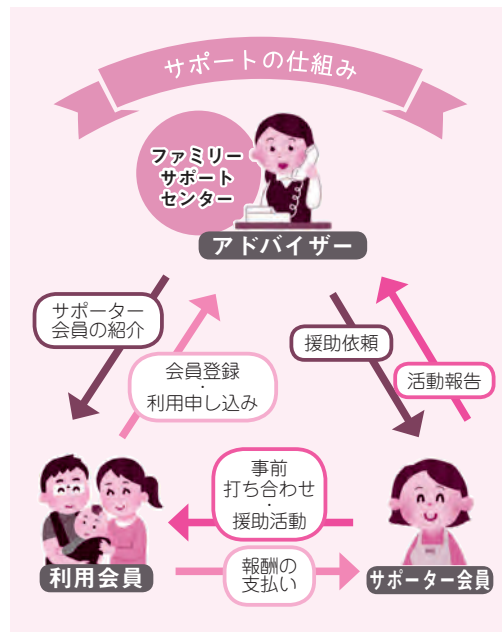 サポートの仕組み
ファミリー
サポート
センター
アドバイザー
サポーター
会員の紹介
会員登録
・
利用申し込み
援助依頼
活動報告
事前
打ち合わせ
・
援助活動
報酬の
支払い
利用会員
サポーター会員